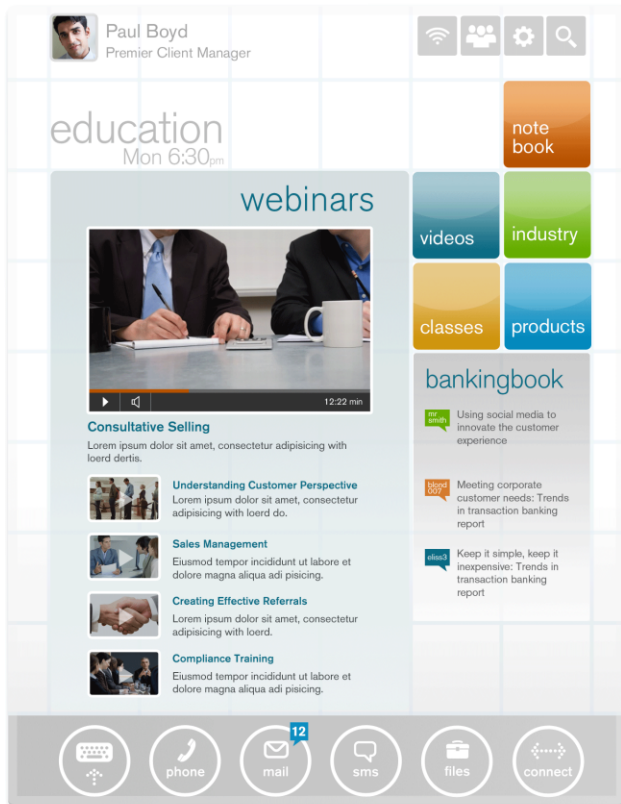 Paul Boyd
Premier Client Manager
education
Mon 6:30pm
note
book
webinars
videos
industry
classes
products
12:22 min
Consultative Selling
Lorem ipsum dolor sit amet, consectetur adipisicing with
loerd dertis.
Understanding Customer Perspective
Lorem ipsum dolor sit amet, consectetur
adipisicing with loerd do.
Sales Management
Eiusmod tempor incididunt ut labore et
dolore magna aliqua adi pisicing.
Creating Effective Referrals
Lorem ipsum dolor sit amet, consectetur
adipisicing with loerd.
Compliance Training
Eiusmod tempor incididunt ut labore et
dolore magna aliqua adi pisicing.
bankingbook
mr
smith
Using social media to
innovate the customer
experience
blond
007
Meeting corporate
customer needs: Trends
in transaction banking
report
eliss3
Keep it simple, keep it
inexpensive: Trends in
transaction banking
report
phone
12
mail
sms
files
connect